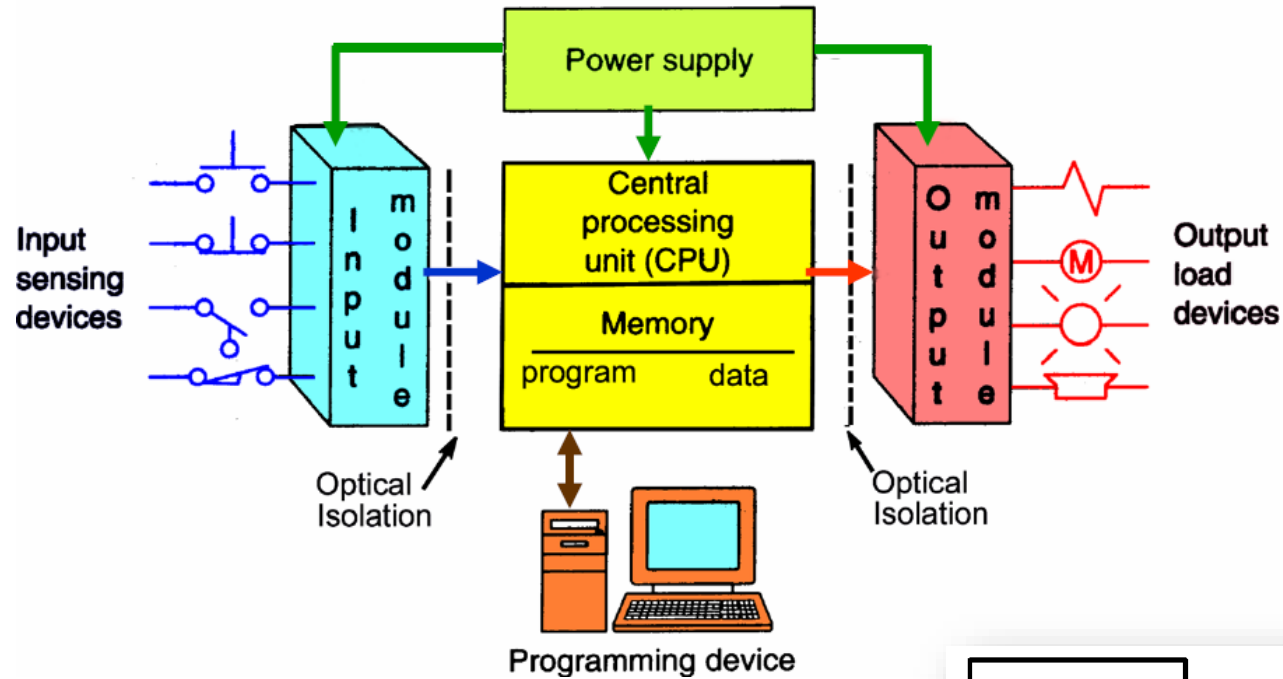 Power supply
Input module
Central
processing
unit (CPU)
Memory
program data
Output module
Input
sensing
devices
Output
load
devices
M
Optical
Isolation
Optical
Isolation
Programming device